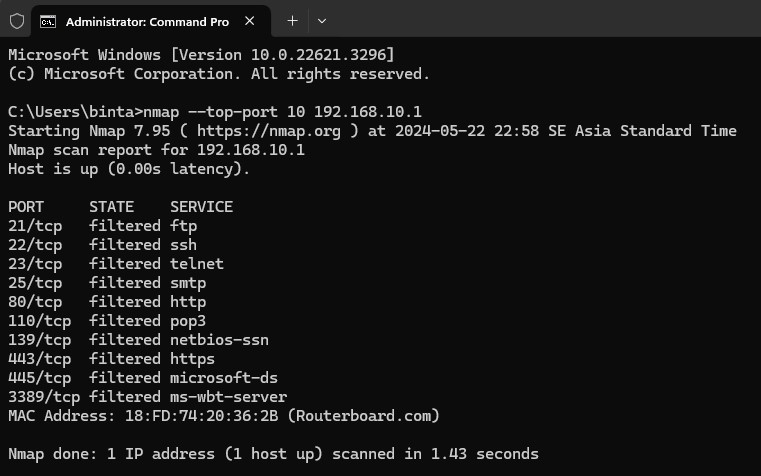 Administrator: Command Pro
Microsoft Windows [Version 10.0.22621.3296]
(c) Microsoft Corporation. All rights reserved.
C:\Users\binta>nmap --top-port 10 192.168.10.1
Starting Nmap 7.95 ( https://nmap.org ) at 2024-05-22 22:58 SE Asia Standard Time
Nmap scan report for 192.168.10.1
Host is up (0.00s latency).
PORT     STATE    SERVICE
21/tcp   filtered ftp
22/tcp   filtered ssh
23/tcp   filtered telnet
25/tcp   filtered smtp
80/tcp   filtered http
110/tcp  filtered pop3
139/tcp  filtered netbios-ssn
443/tcp  filtered https
445/tcp  filtered microsoft-ds
3389/tcp filtered ms-wbt-server
MAC Address: 18:FD:74:20:36:2B (Routerboard.com)
Nmap done: 1 IP address (1 host up) scanned in 1.43 seconds